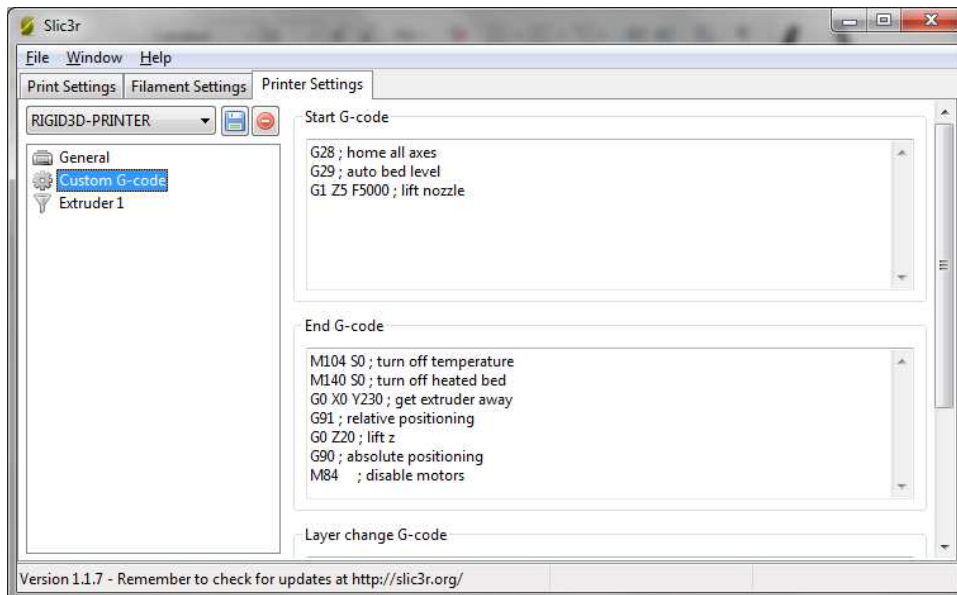 Slic3r
File Window Help
Print Settings Filament Settings Printer Settings
RIGID3D-PRINTER
General
Custom G-code
Extruder 1
Start G-code
G28 ; home all axes
G29 ; auto bed level
G1 Z5 F5000 ; lift nozzle
End G-code
M104 S0 ; turn off temperature
M140 S0 ; turn off heated bed
G0 X0 Y230 ; get extruder away
G91 ; relative positioning
G0 Z20 ; lift z
G90 ; absolute positioning
M84 ; disable motors
Layer change G-code
Version 1.1.7 - Remember to check for updates at http://slic3r.org/